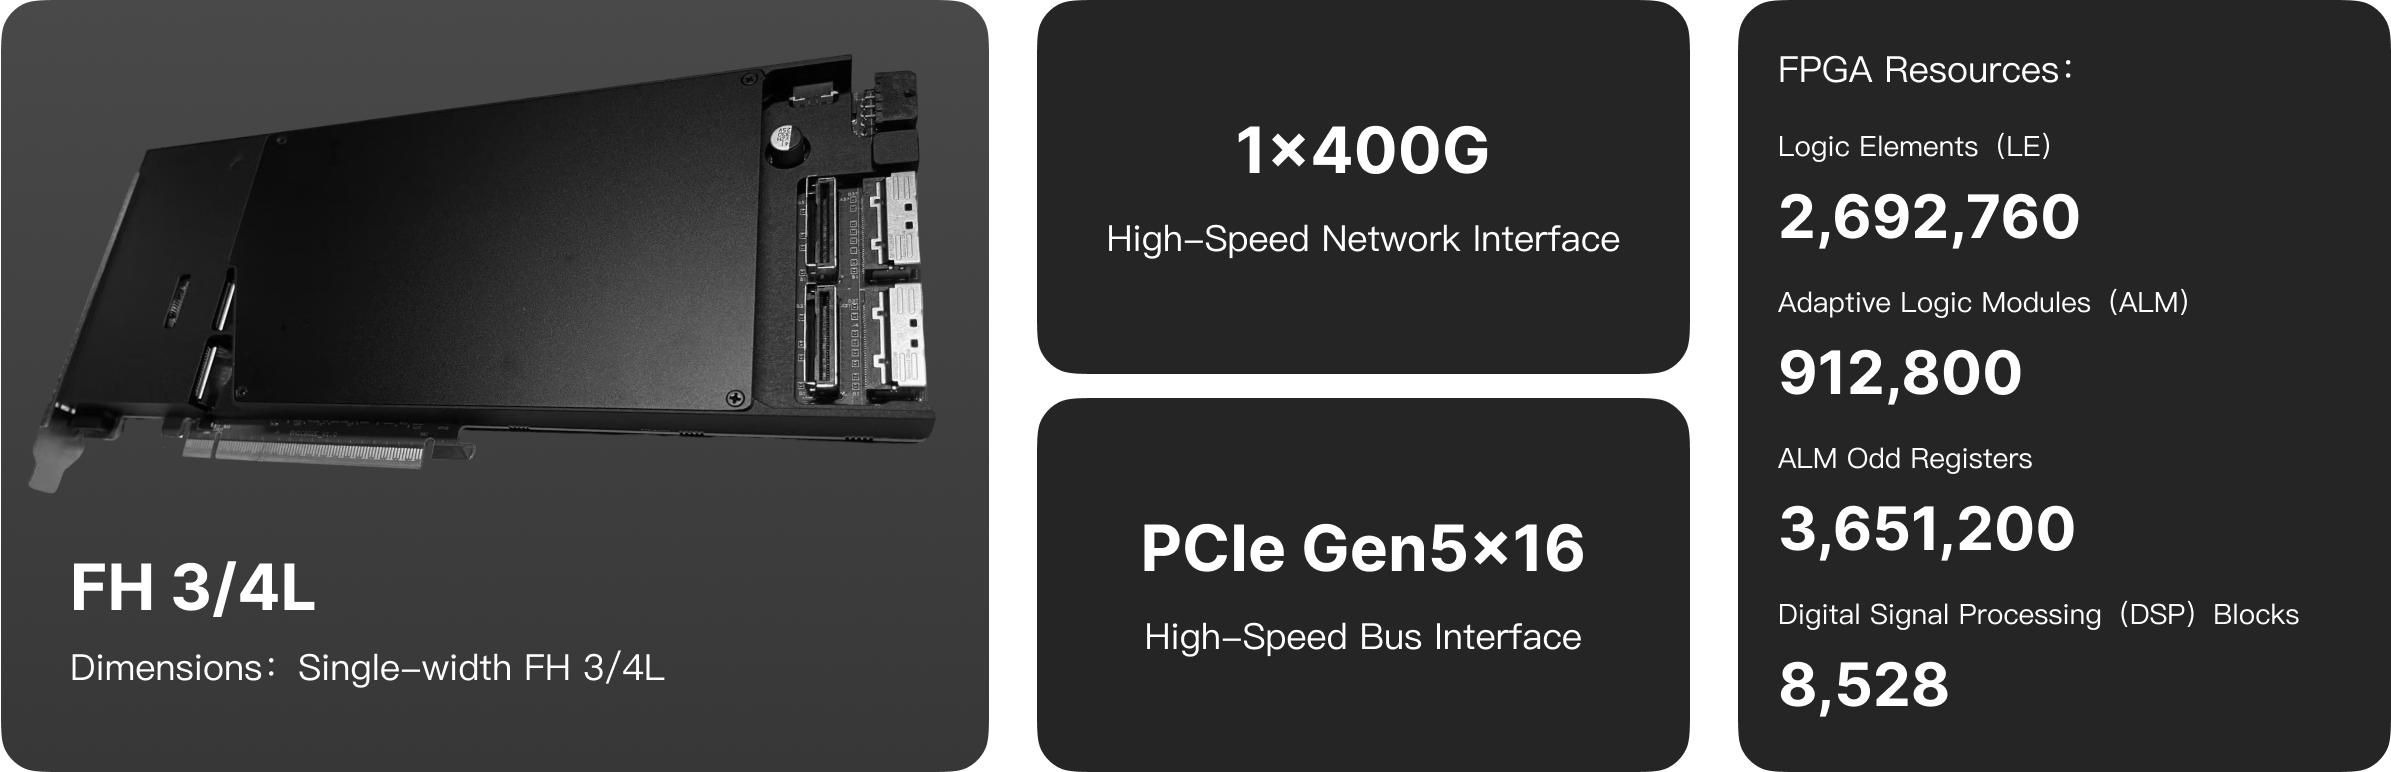 FH 3/4L
Dimensions：Single–width FH 3/4L
1×400G
High–Speed Network Interface
PCIe Gen5×16
High–Speed Bus Interface
FPGA Resources：
Logic Elements（LE）
2,692,760
Adaptive Logic Modules（ALM）
912,800
ALM Odd Registers
3,651,200
Digital Signal Processing（DSP）Blocks
8,528